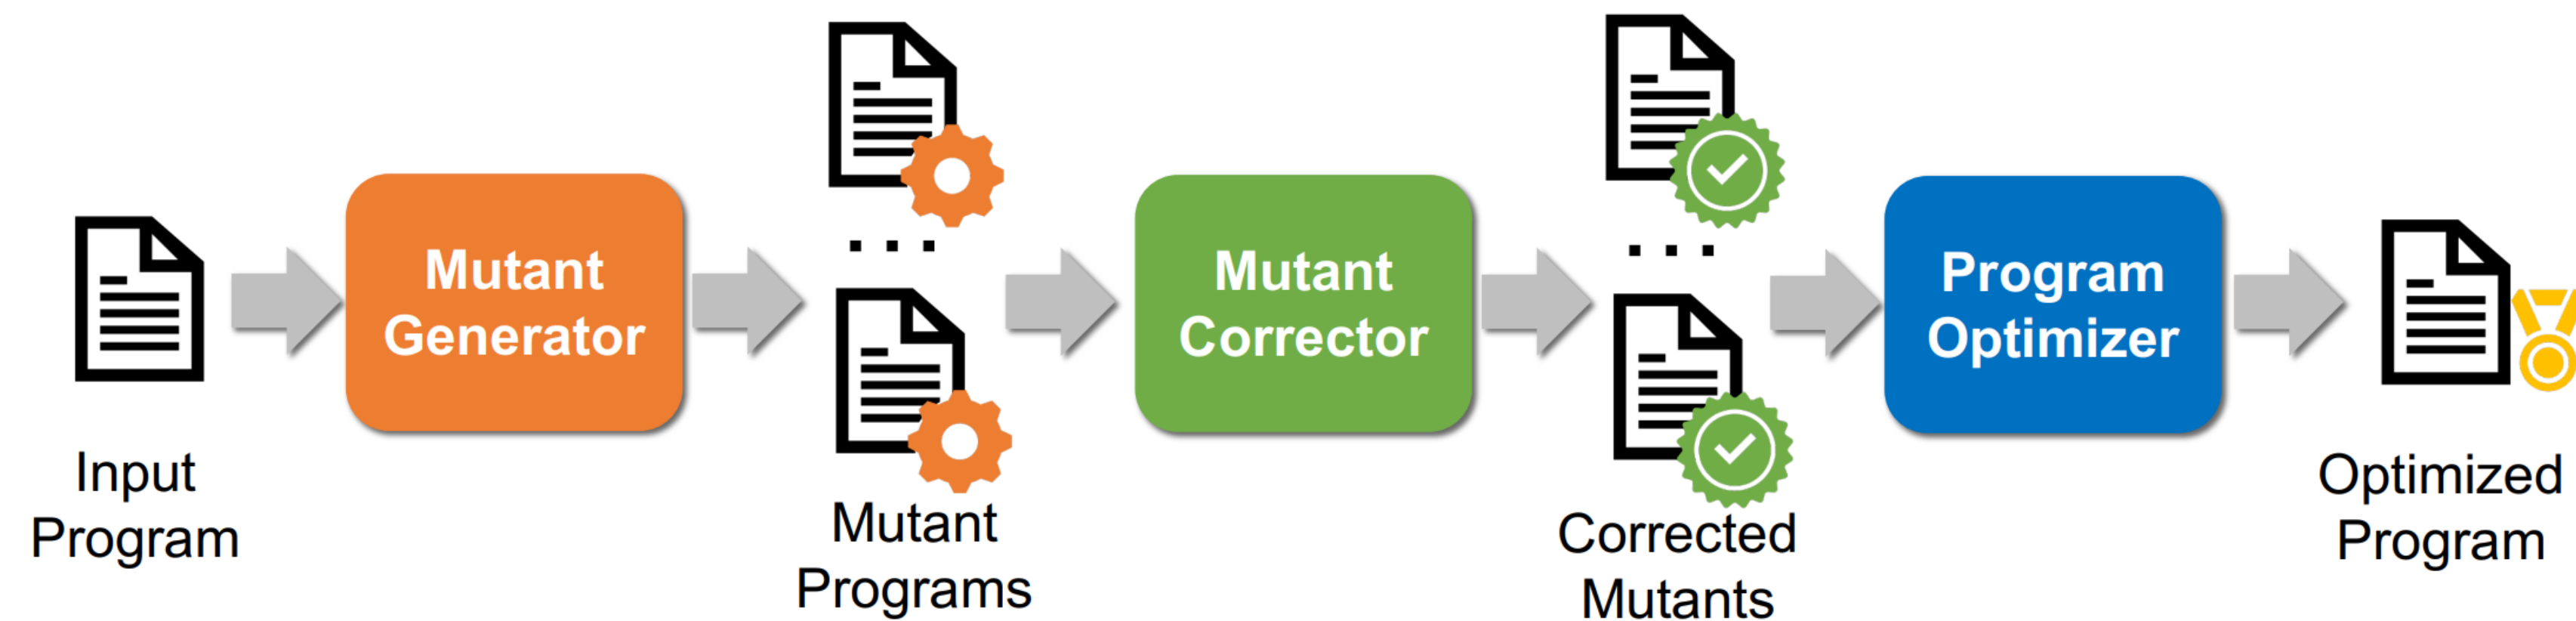 Input
Program
Mutant
Generator
Mutant
Programs
Mutant
Corrector
Corrected
Mutants
Program
Optimizer
Optimized
Program